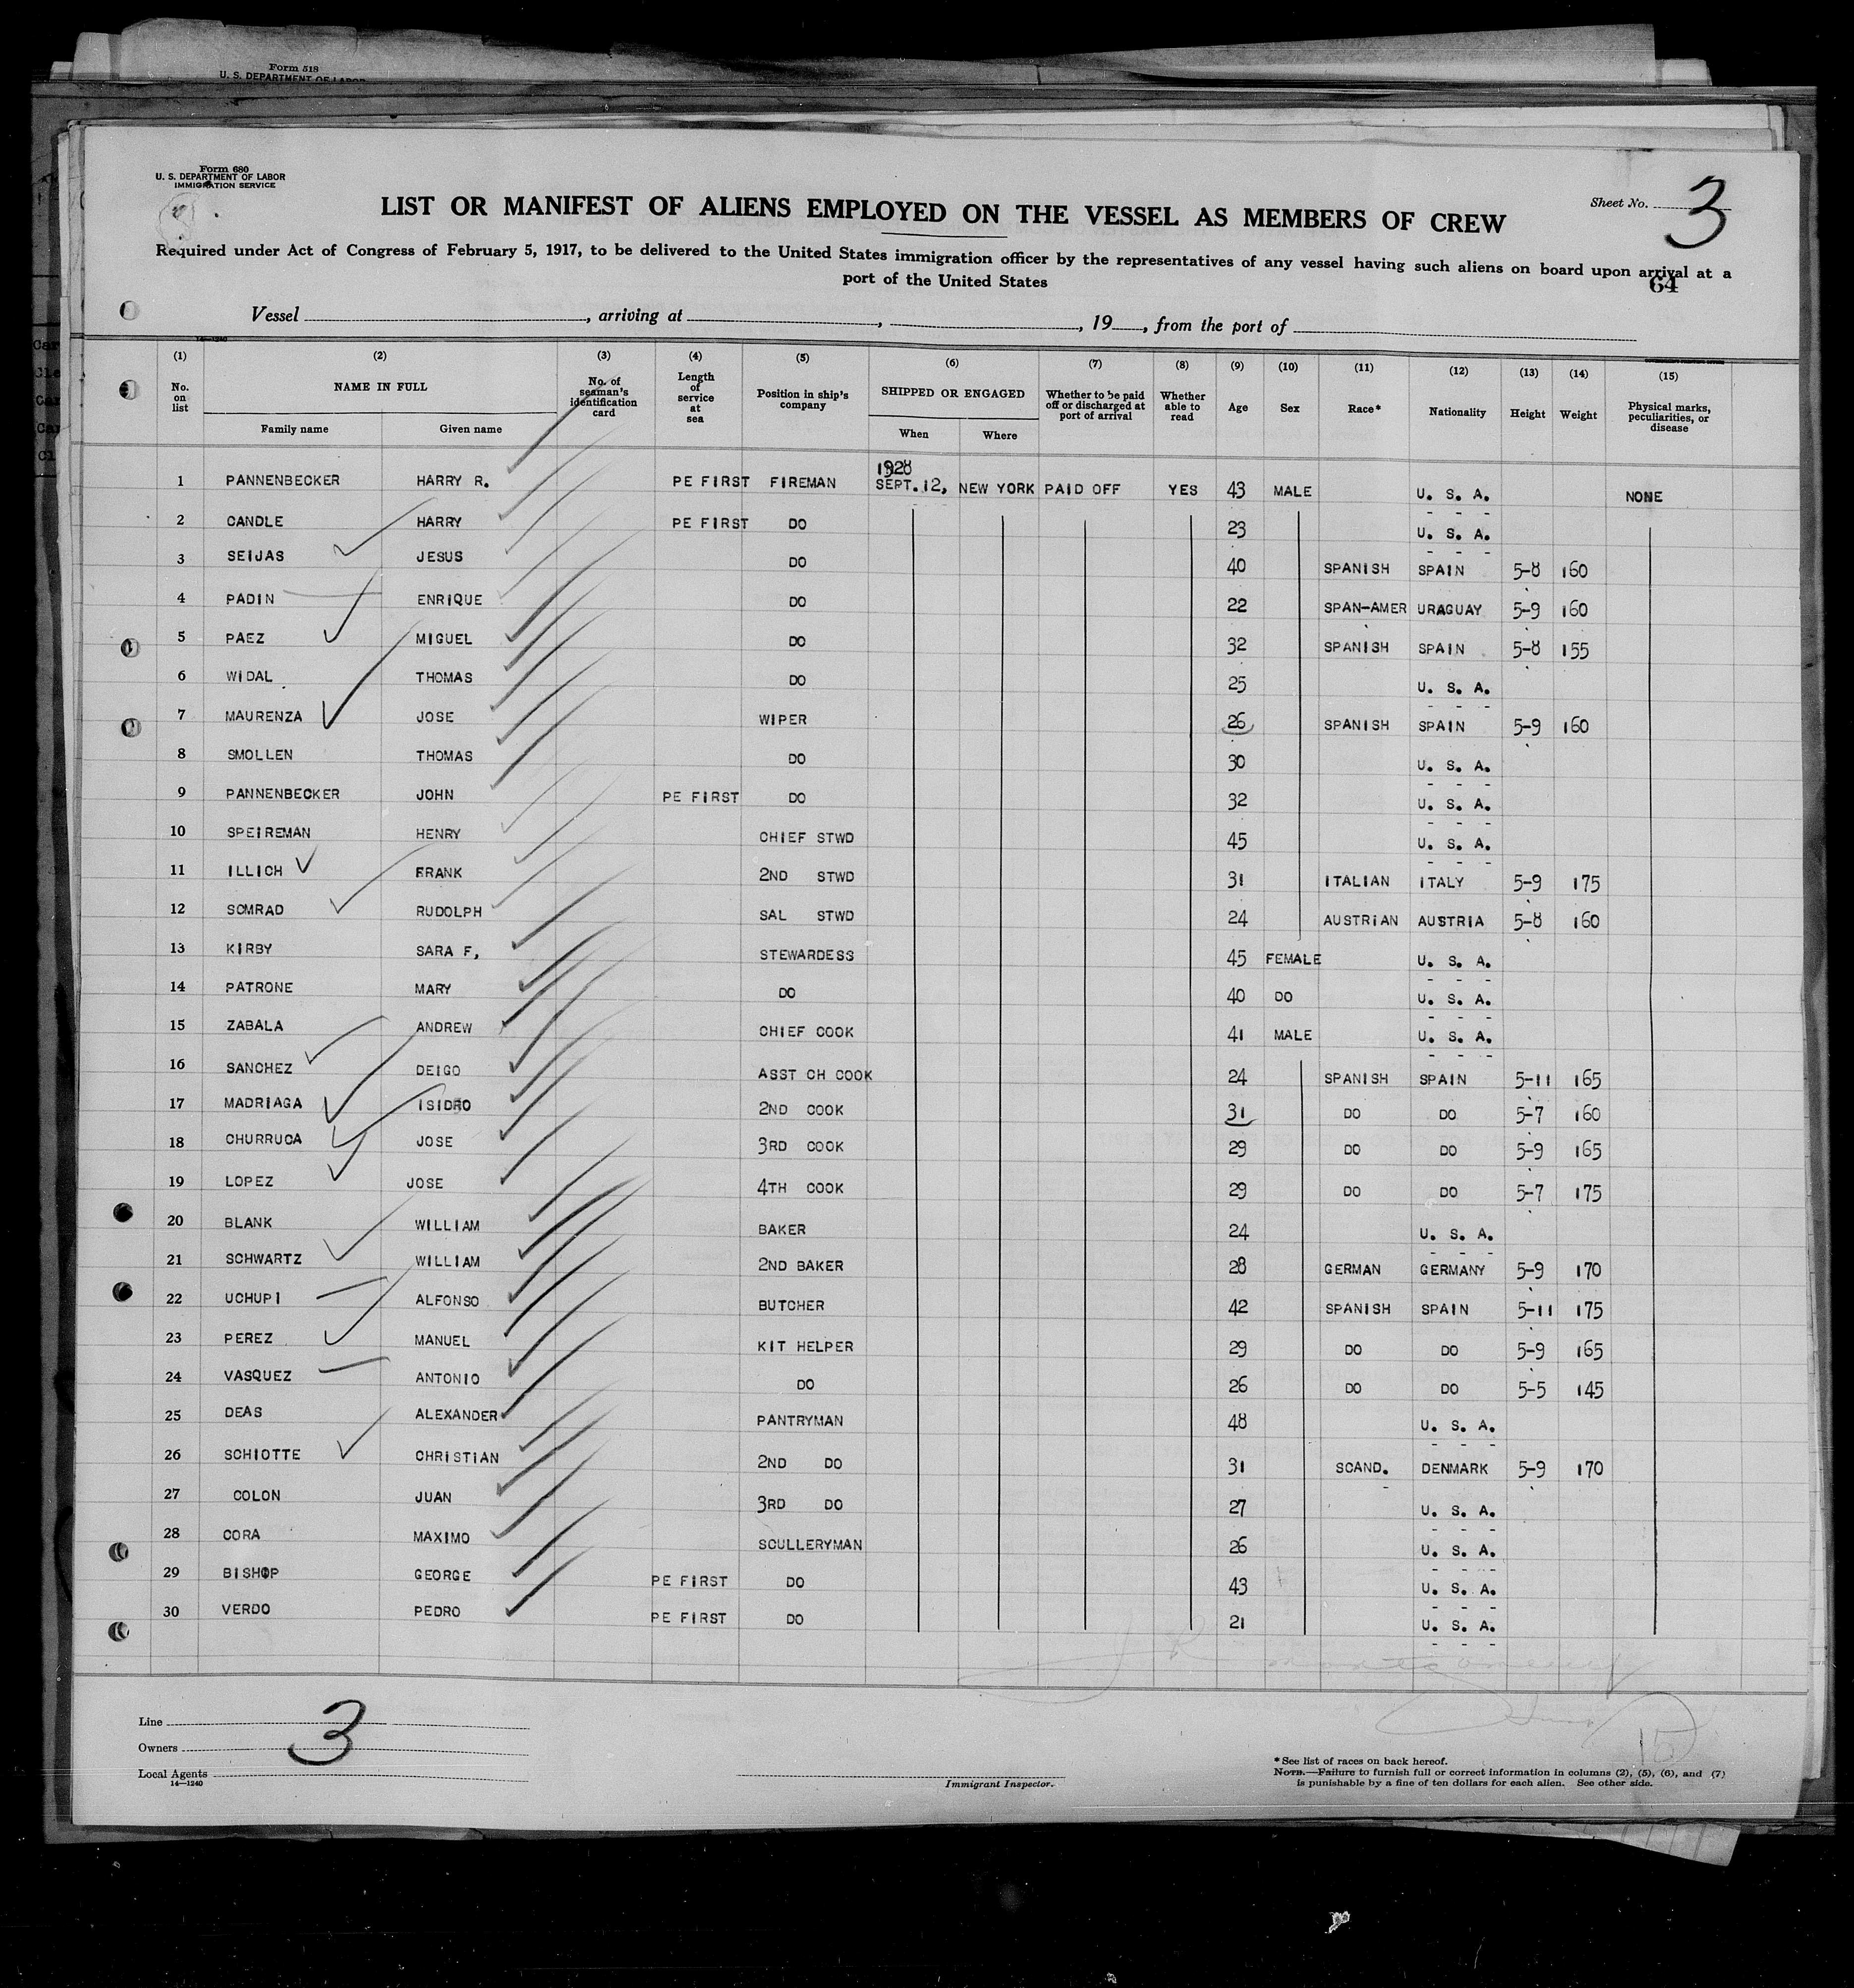 Form 518
U. S. DEPARTMENT OF LABOR
Form 680
U. S. DEPARTMENT OF LABOR
IMMIGRATION SERVICE
Sheet No. 3
LIST OR MANIFEST OF ALIENS EMPLOYED ON THE VESSEL AS MEMBERS OF CREW
Required under Act of Congress of February 5, 1917, to be delivered to the United States immigration officer by the representatives of any vessel having such aliens on board upon arrival at a
port of the United States
64
Vessel , arriving at , , 19 , from the port of
14—1240
(1) (2) (3) (4) (5) (6) (7) (8) (9) (10) (11) (12) (13) (14) (15)
No. on list NAME IN FULL No. of seaman's identification card Length of service at sea Position in ship's company SHIPPED OR ENGAGED Whether to be paid off or discharged at port of arrival Whether able to read Age Sex Race* Nationality Height Weight Physical marks, peculiarities, or disease
Family name Given name When Where
1928
1 PANNENBECKER HARRY R. PE FIRST FIREMAN SEPT.12, NEW YORK PAID OFF YES 43 MALE U. S. A. NONE
2 CANDLE HARRY PE FIRST DO 23 U. S. A.
3 SEIJAS JESUS DO 40 SPANISH SPAIN 5-8 160
4 PADIN ENRIQUE DO 22 SPAN-AMER URAGUAY 5-9 160
5 PAEZ MIGUEL DO 32 SPANISH SPAIN 5-8 155
6 WIDAL THOMAS DO 25 U. S. A.
7 MAURENZA JOSE WIPER 26 SPANISH SPAIN 5-9 160
8 SMOLLEN THOMAS DO 30 U. S. A.
9 PANNENBECKER JOHN PE FIRST DO 32 U. S. A.
10 SPEIREMAN HENRY CHIEF STWD 45 U. S. A.
11 ILLICH FRANK 2ND STWD 31 ITALIAN ITALY 5-9 175
12 SOMRAD RUDOLPH SAL STWD 24 AUSTRIAN AUSTRIA 5-8 160
13 KIRBY SARA F, STEWARDESS 45 FEMALE U. S. A.
14 PATRONE MARY DO 40 DO U. S. A.
15 ZABALA ANDREW CHIEF COOK 41 MALE U. S. A.
16 SANCHEZ DEIGO ASST CH COOK 24 SPANISH SPAIN 5-11 165
17 MADRIAGA ISIDRO 2ND COOK 31 DO DO 5-7 160
18 CHURRUCA JOSE 3RD COOK 29 DO DO 5-9 165
19 LOPEZ JOSE 4TH COOK 29 DO DO 5-7 175
20 BLANK WILLIAM BAKER 24 U. S. A.
21 SCHWARTZ WILLIAM 2ND BAKER 28 GERMAN GERMANY 5-9 170
22 UCHUPI ALFONSO BUTCHER 42 SPANISH SPAIN 5-11 175
23 PEREZ MANUEL KIT HELPER 29 DO DO 5-9 165
24 VASQUEZ ANTONIO DO 26 DO DO 5-5 145
25 DEAS ALEXANDER PANTRYMAN 48 U. S. A.
26 SCHIOTTE CHRISTIAN 2ND DO 31 SCAND. DENMARK 5-9 170
27 COLON JUAN 3RD DO 27 U. S. A.
28 CORA MAXIMO SCULLERYMAN 26 U. S. A.
29 BISHOP GEORGE PE FIRST DO 43 U. S. A.
30 VERDO PEDRO PE FIRST DO 21 U. S. A.
Line
Owners 3
Local Agents
14—1240
Immigrant Inspector.
15
*See list of races on back hereof.
NOTE.—Failure to furnish full or correct information in columns (2), (5), (6), and (7)
is punishable by a fine of ten dollars for each alien. See other side.